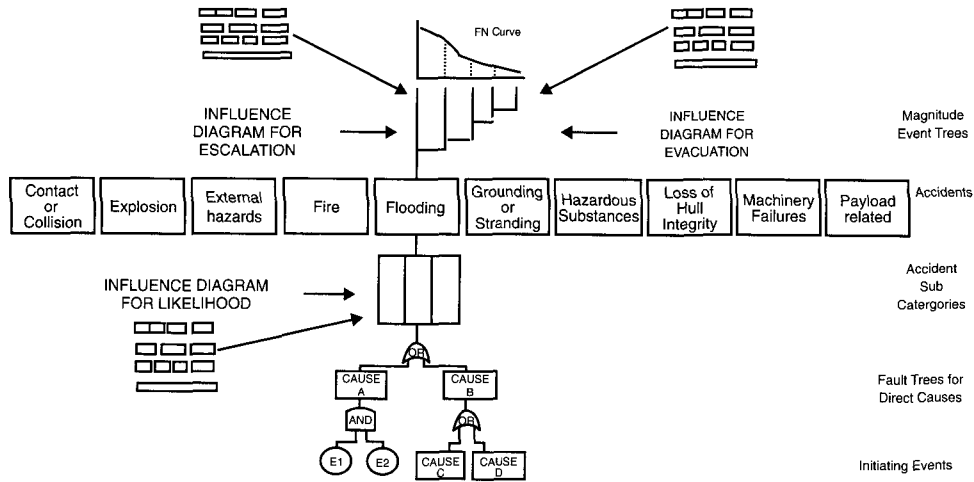 FN Curve
INFLUENCE
DIAGRAM FOR
ESCALATION
INFLUENCE
DIAGRAM FOR
EVACUATION
Magnitude
Event Trees
Contact
or
Collision
Explosion
External
hazards
Fire
Flooding
Grounding
or
Stranding
Hazardous
Substances
Loss of
Hull
Integrity
Machinery
Failures
Payload
related
Accidents
INFLUENCE DIAGRAM
FOR LIKELIHOOD
Accident
Sub
Catergories
OR
CAUSE
A
CAUSE
B
Fault Trees for
Direct Causes
AND
OR
E1
E2
CAUSE
C
CAUSE
D
Initiating Events